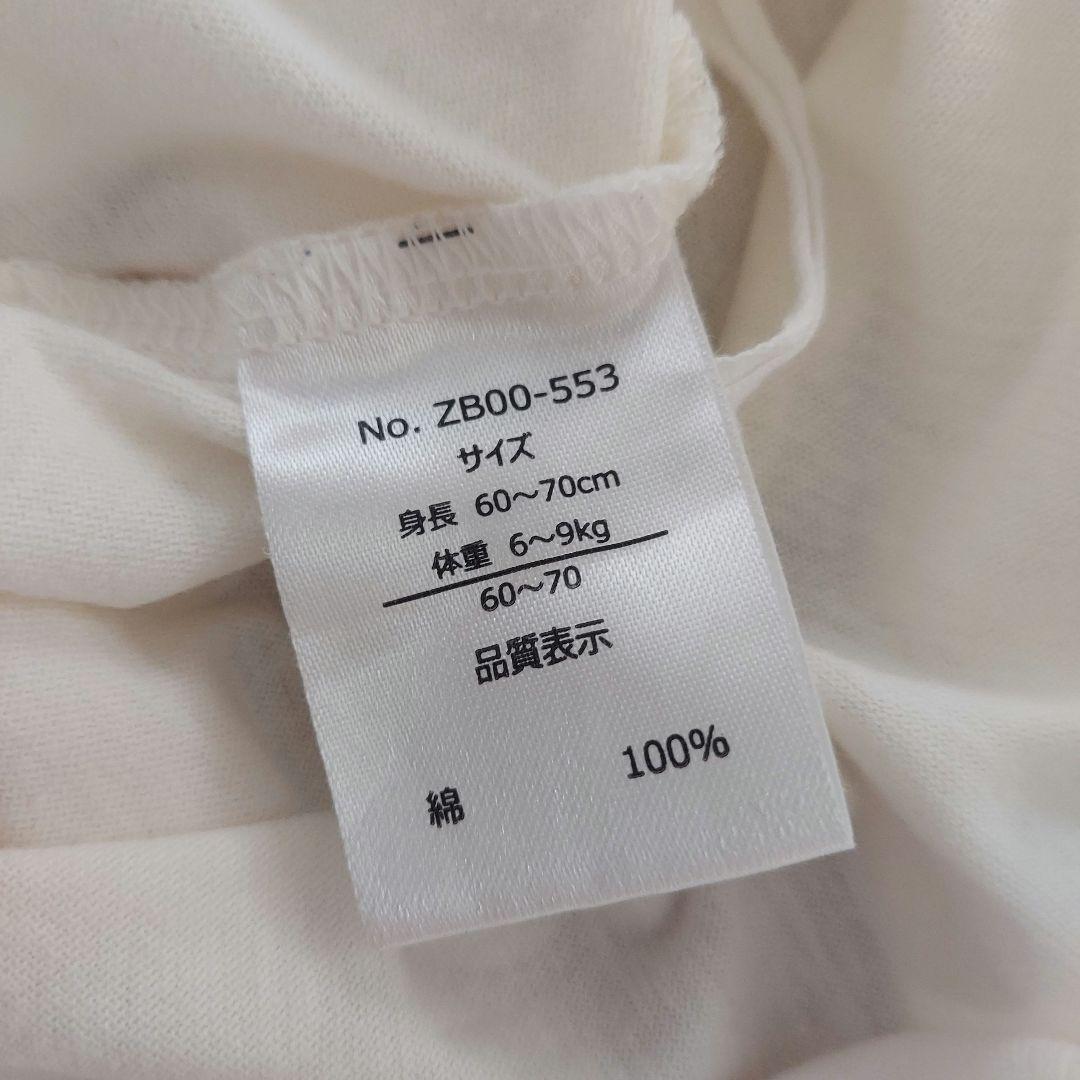 No. ZB00-553
サイズ
身長 60～70cm
体重 6～9kg
60～70
品質表示
綿 100%